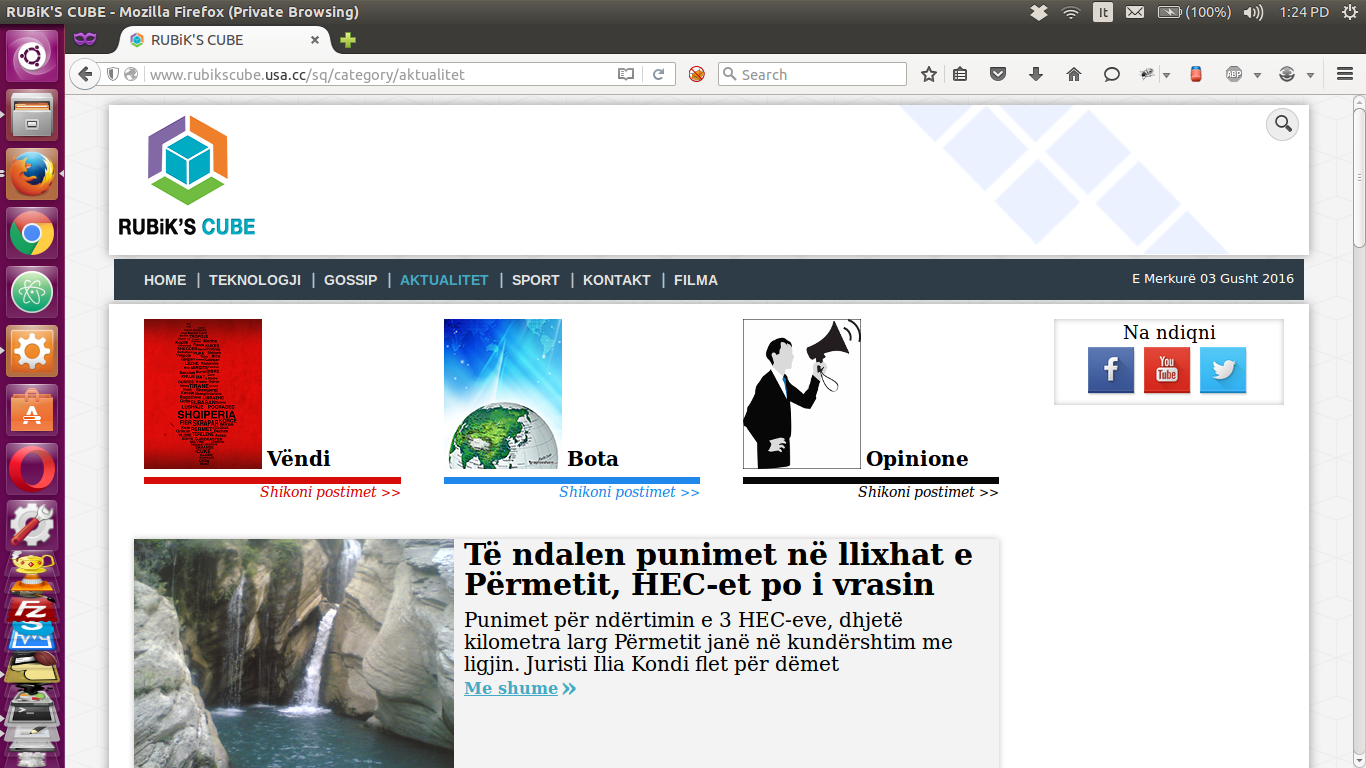 RUBiK'S CUBE - Mozilla Firefox (Private Browsing)
It
(100%)
1:24 PD
RUBiK'S CUBE
www.rubikscube.usa.cc/sq/category/aktualitet
Search
ABP
RUBiK'S CUBE
HOME | TEKNOLOGJI | GOSSIP | AKTUALITET | SPORT | KONTAKT | FILMA
E Merkurë 03 Gusht 2016
SHQIPERIA
Vëndi
Shikoni postimet >>
Bota
Shikoni postimet >>
Opinione
Shikoni postimet >>
Na ndiqni
f
You
Tube
Të ndalen punimet në llixhat e
Përmetit, HEC-et po i vrasin
Punimet për ndërtimin e 3 HEC-eve, dhjetë
kilometra larg Përmetit janë në kundërshtim me
ligjin. Juristi Ilia Kondi flet për dëmet
Me shume »